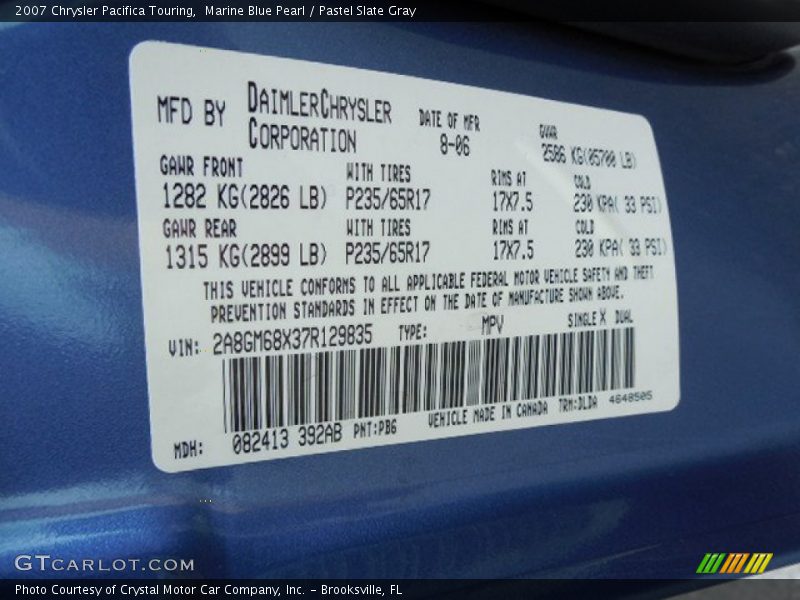 2007 Chrysler Pacifica Touring,  Marine Blue Pearl / Pastel Slate Gray
MFD BY DAIMLERCHRYSLER CORPORATION DATE OF MFR 8-06 GVWR 2586 KG(05700 LB)
GAWR FRONT WITH TIRES RIMS AT COLD
1282 KG(2826 LB) P235/65R17 17X7.5 230 KPA( 33 PSI)
GAWR REAR WITH TIRES RIMS AT COLD
1315 KG(2899 LB) P235/65R17 17X7.5 230 KPA( 33 PSI)
THIS VEHICLE CONFORMS TO ALL APPLICABLE FEDERAL MOTOR VEHICLE SAFETY AND THEFT
PREVENTION STANDARDS IN EFFECT ON THE DATE OF MANUFACTURE SHOWN ABOVE.
VIN: 2A8GM68X37R129835 TYPE: MPV SINGLE X DUAL
MDH: 082413 392AB PNT:PB6 VEHICLE MADE IN CANADA TRM:DLDA 4648505
GTCARLOT.COM
Photo Courtesy of Crystal Motor Car Company, Inc. – Brooksville, FL